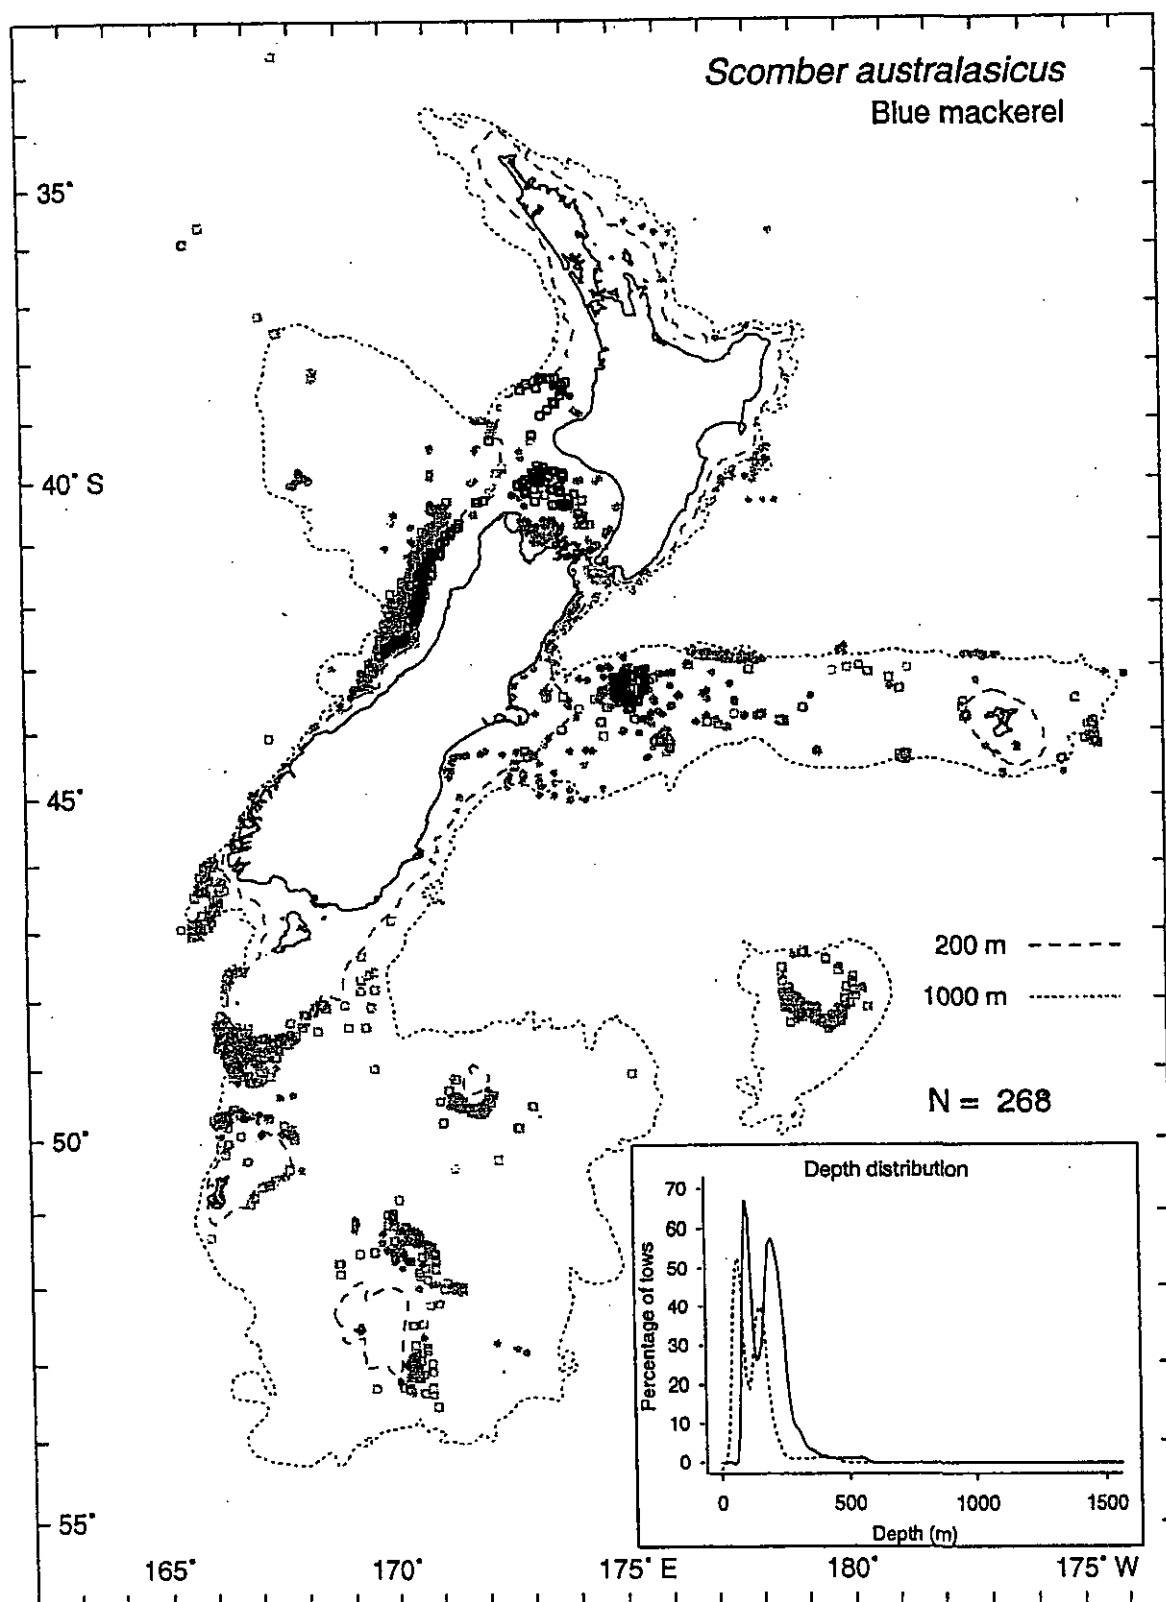 Scomber australasicus
Blue mackerel
35°
40° S
45°
50°
55°
200 m
1000 m
N = 268
Depth distribution
70
60
50
40
30
20
10
0
Percentage of tows
0 500 1000 1500
Depth (m)
165° 170° 175° E 180° 175° W